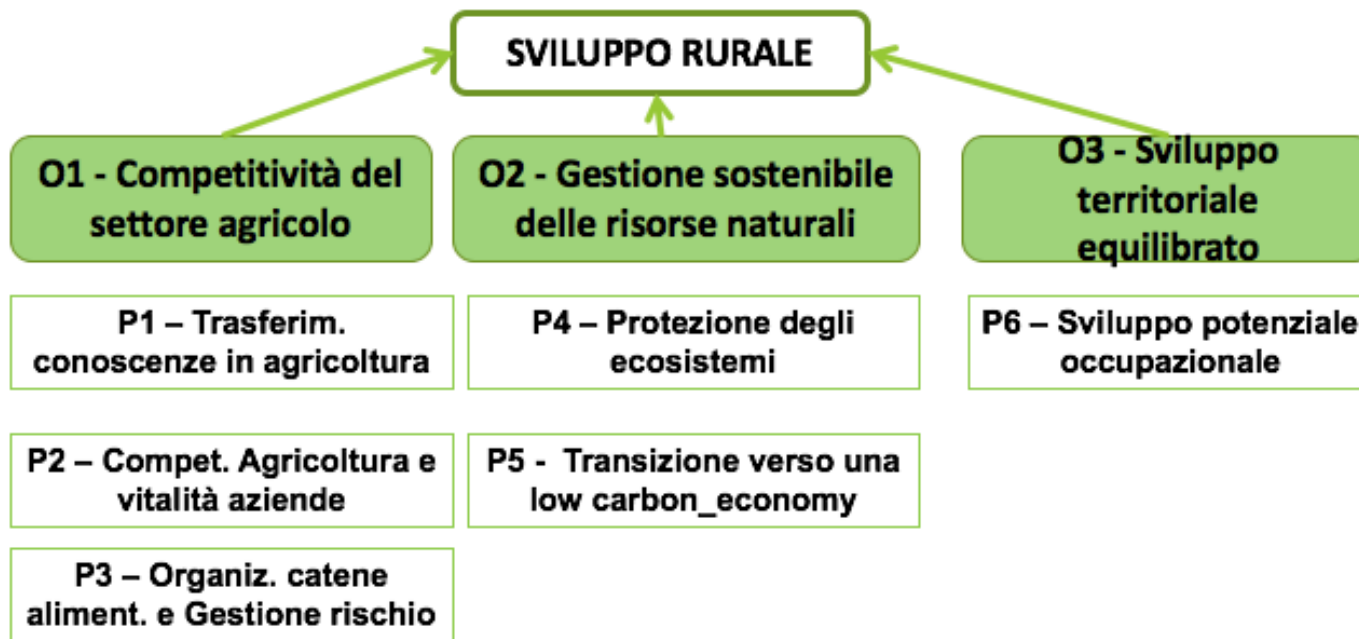 SVILUPPO RURALE
O1 - Competitività del
settore agricolo
O2 - Gestione sostenibile
delle risorse naturali
O3 - Sviluppo
territoriale
equilibrato
P1 – Trasferim.
conoscenze in agricoltura
P4 – Protezione degli
ecosistemi
P6 – Sviluppo potenziale
occupazionale
P2 – Compet. Agricoltura e
vitalità aziende
P5 - Transizione verso una
low carbon_economy
P3 – Organiz. catene
aliment. e Gestione rischio